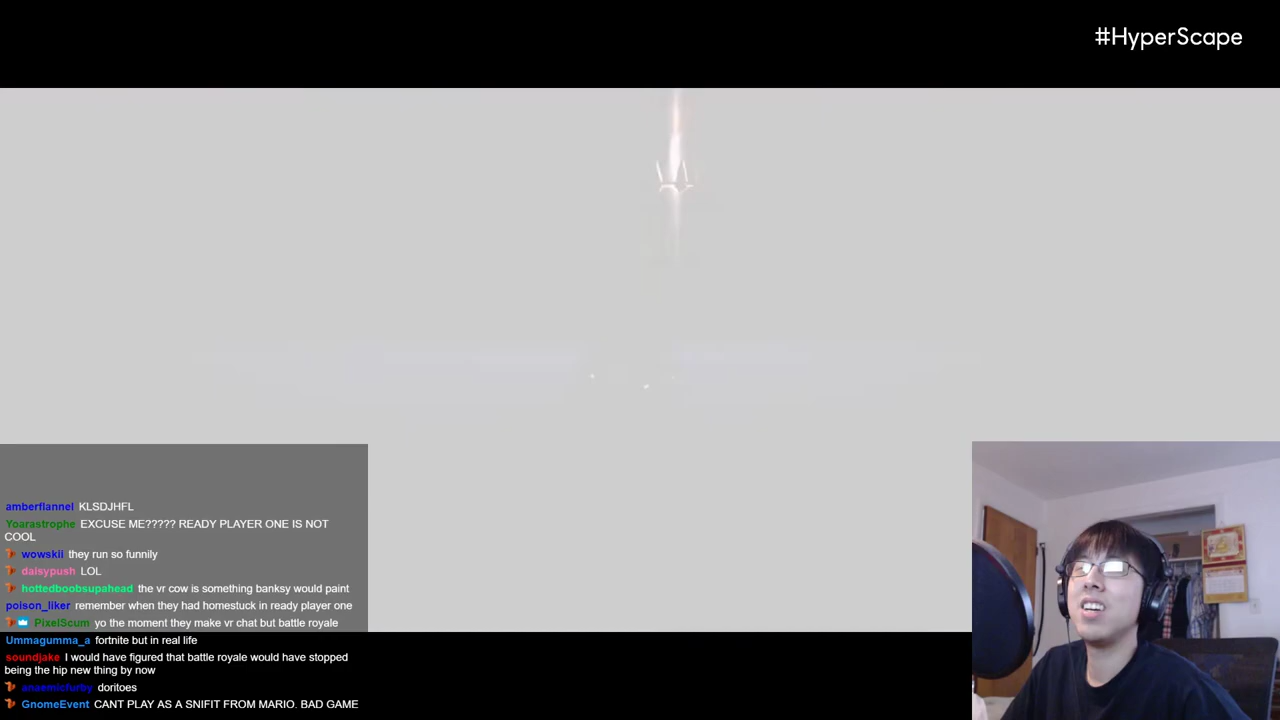 #HyperScape
amberflannel KLSDJHFL
Yoarastrophe EXCUSE ME????? READY PLAYER ONE IS NOT
COOL
wowskii they run so funnily
daisypush LOL
hottedboobsupahead the vr cow is something banksy would paint
poison_liker remember when they had homestuck in ready player one
PixelScum yo the moment they make vr chat but battle royale
Ummagumma_a fortnite but in real life
soundjake I would have figured that battle royale would have stopped
being the hip new thing by now
anaemicfurby doritoes
GnomeEvent CANT PLAY AS A SNIFIT FROM MARIO. BAD GAME